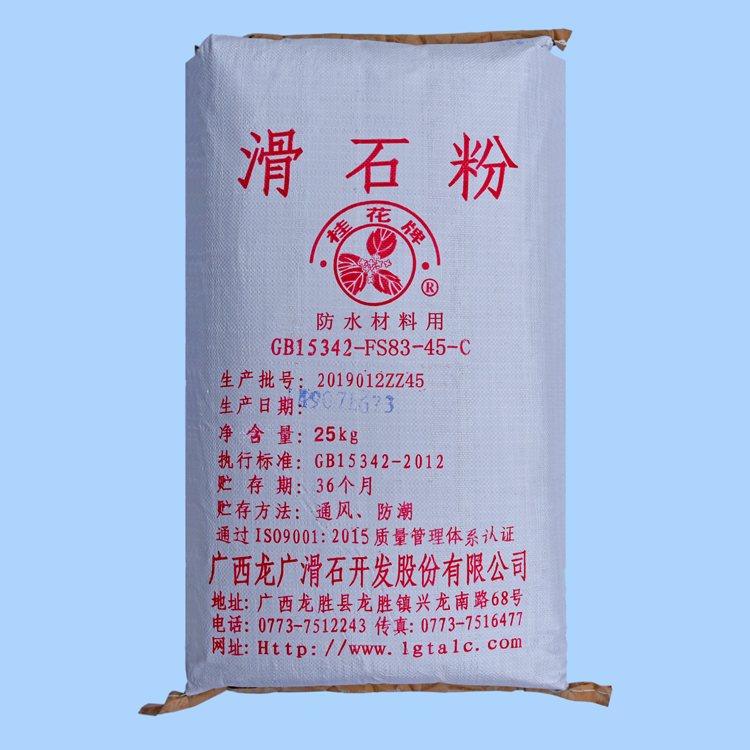 滑石粉
桂花牌
®
防水材料用
GB15342-FS83-45-C
生产批号: 2019012ZZ45
生产日期:
净含量: 25kg
执行标准: GB15342-2012
贮存期: 36个月
贮存方法: 通风、防潮
通过ISO9001:2015质量管理体系认证
广西龙广滑石开发股份有限公司
地址: 广西龙胜县龙胜镇兴龙南路68号
电话: 0773-7512243 传真: 0773-7516477
网址: Http://www.lgtalc.com